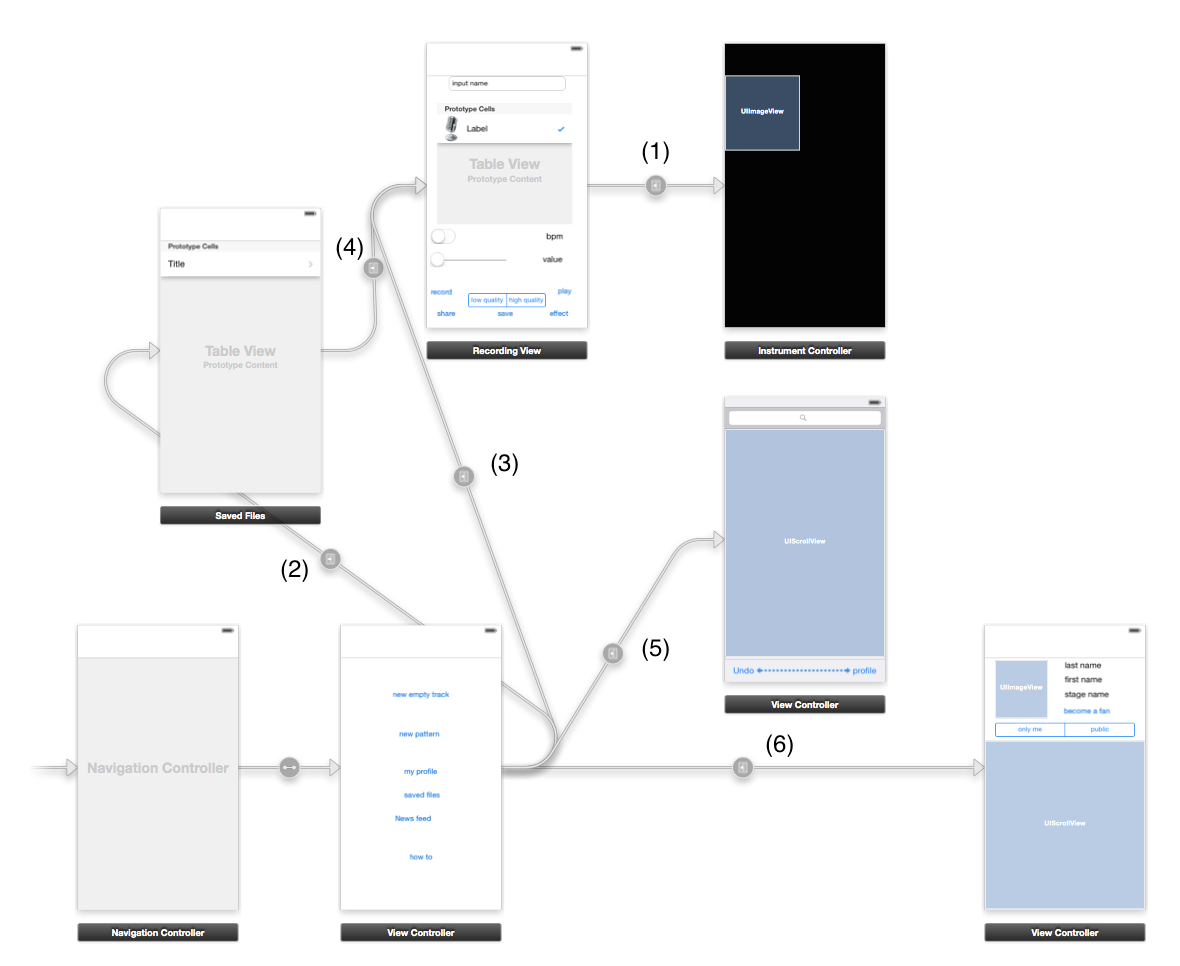 input name
Prototype Cells
Label
Table View
Prototype Content
bpm
value
record
low quality
high quality
play
share
save
effect
Recording View
(1)
UIImageView
Instrument Controller
Prototype Cells
Title
Table View
Prototype Content
Saved Files
(4)
(3)
(2)
UIScrollView
Undo
profile
View Controller
(5)
Navigation Controller
Navigation Controller
new empty track
new pattern
my profile
saved files
News feed
how to
View Controller
(6)
UIImageView
last name
first name
stage name
become a fan
only me
public
UIScrollView
View Controller